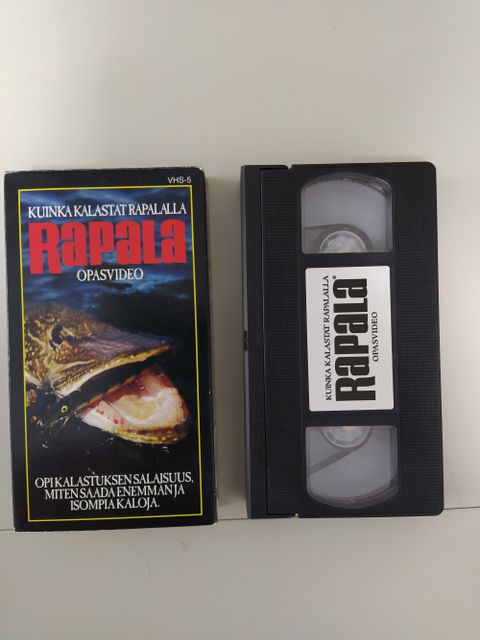 VHS-5
KUINKA KALASTAT RAPALALLA
Rapala
OPASVIDEO
OPI KALASTUKSEN SALAISUUS,
MITEN SAADA ENEMMAN JA
ISOMPIA KALOJA.
KUINKA KALASTAT RAPALALLA
Rapala®
OPASVIDEO